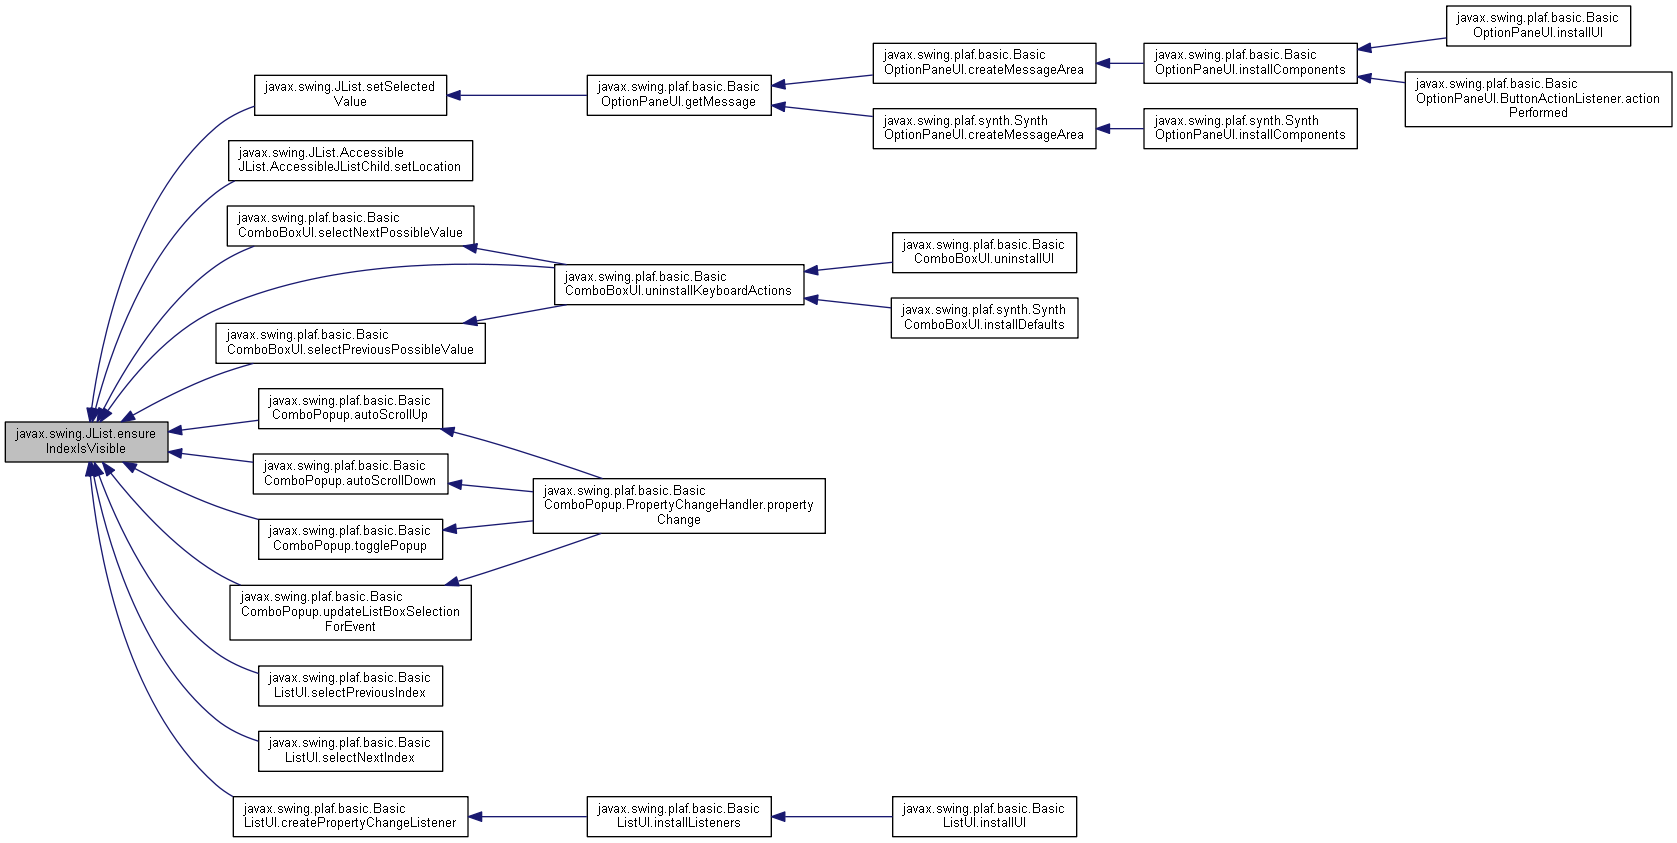 javax.swing.plaf.basic.Basic
OptionPaneUI.installUI
javax.swing.plaf.basic.Basic
OptionPaneUI.createMessageArea
javax.swing.plaf.basic.Basic
OptionPaneUI.installComponents
javax.swing.JList.setSelected
Value
javax.swing.plaf.basic.Basic
OptionPaneUI.getMessage
javax.swing.plaf.basic.Basic
OptionPaneUI.ButtonActionListener.action
Performed
javax.swing.plaf.synth.Synth
OptionPaneUI.createMessageArea
javax.swing.plaf.synth.Synth
OptionPaneUI.installComponents
javax.swing.JList.Accessible
JList.AccessibleJListChild.setLocation
javax.swing.plaf.basic.Basic
ComboBoxUI.selectNextPossibleValue
javax.swing.plaf.basic.Basic
ComboBoxUI.uninstallUI
javax.swing.plaf.basic.Basic
ComboBoxUI.uninstallKeyboardActions
javax.swing.plaf.synth.Synth
ComboBoxUI.installDefaults
javax.swing.plaf.basic.Basic
ComboBoxUI.selectPreviousPossibleValue
javax.swing.plaf.basic.Basic
ComboPopup.autoScrollUp
javax.swing.JList.ensure
IndexIsVisible
javax.swing.plaf.basic.Basic
ComboPopup.autoScrollDown
javax.swing.plaf.basic.Basic
ComboPopup.PropertyChangeHandler.property
Change
javax.swing.plaf.basic.Basic
ComboPopup.togglePopup
javax.swing.plaf.basic.Basic
ComboPopup.updateListBoxSelection
ForEvent
javax.swing.plaf.basic.Basic
ListUI.selectPreviousIndex
javax.swing.plaf.basic.Basic
ListUI.selectNextIndex
javax.swing.plaf.basic.Basic
ListUI.createPropertyChangeListener
javax.swing.plaf.basic.Basic
ListUI.installListeners
javax.swing.plaf.basic.Basic
ListUI.installUI